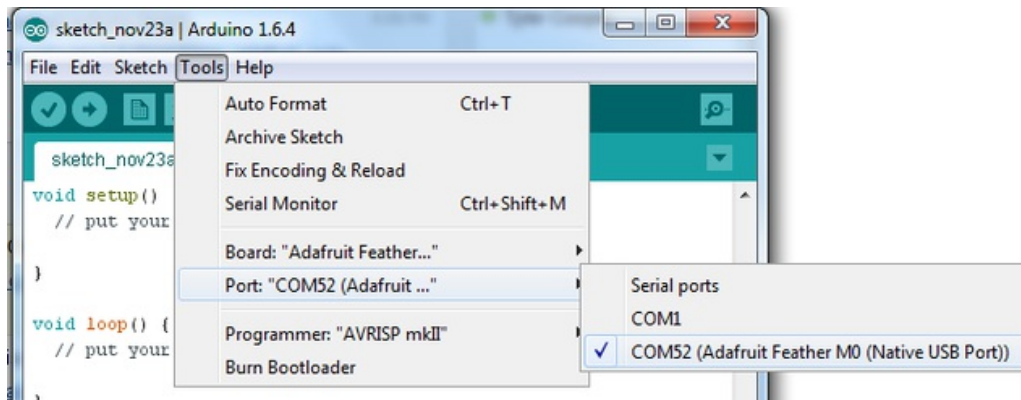 sketch_nov23a | Arduino 1.6.4
File Edit Sketch Tools Help
Auto Format Ctrl+T
Archive Sketch
sketch_nov23a
Fix Encoding & Reload
void setup()
Serial Monitor Ctrl+Shift+M
// put your
Board: "Adafruit Feather..."
}
Port: "COM52 (Adafruit ..."
Serial ports
COM1
void loop() {
Programmer: "AVRISP mkII"
// put your
COM52 (Adafruit Feather M0 (Native USB Port))
Burn Bootloader